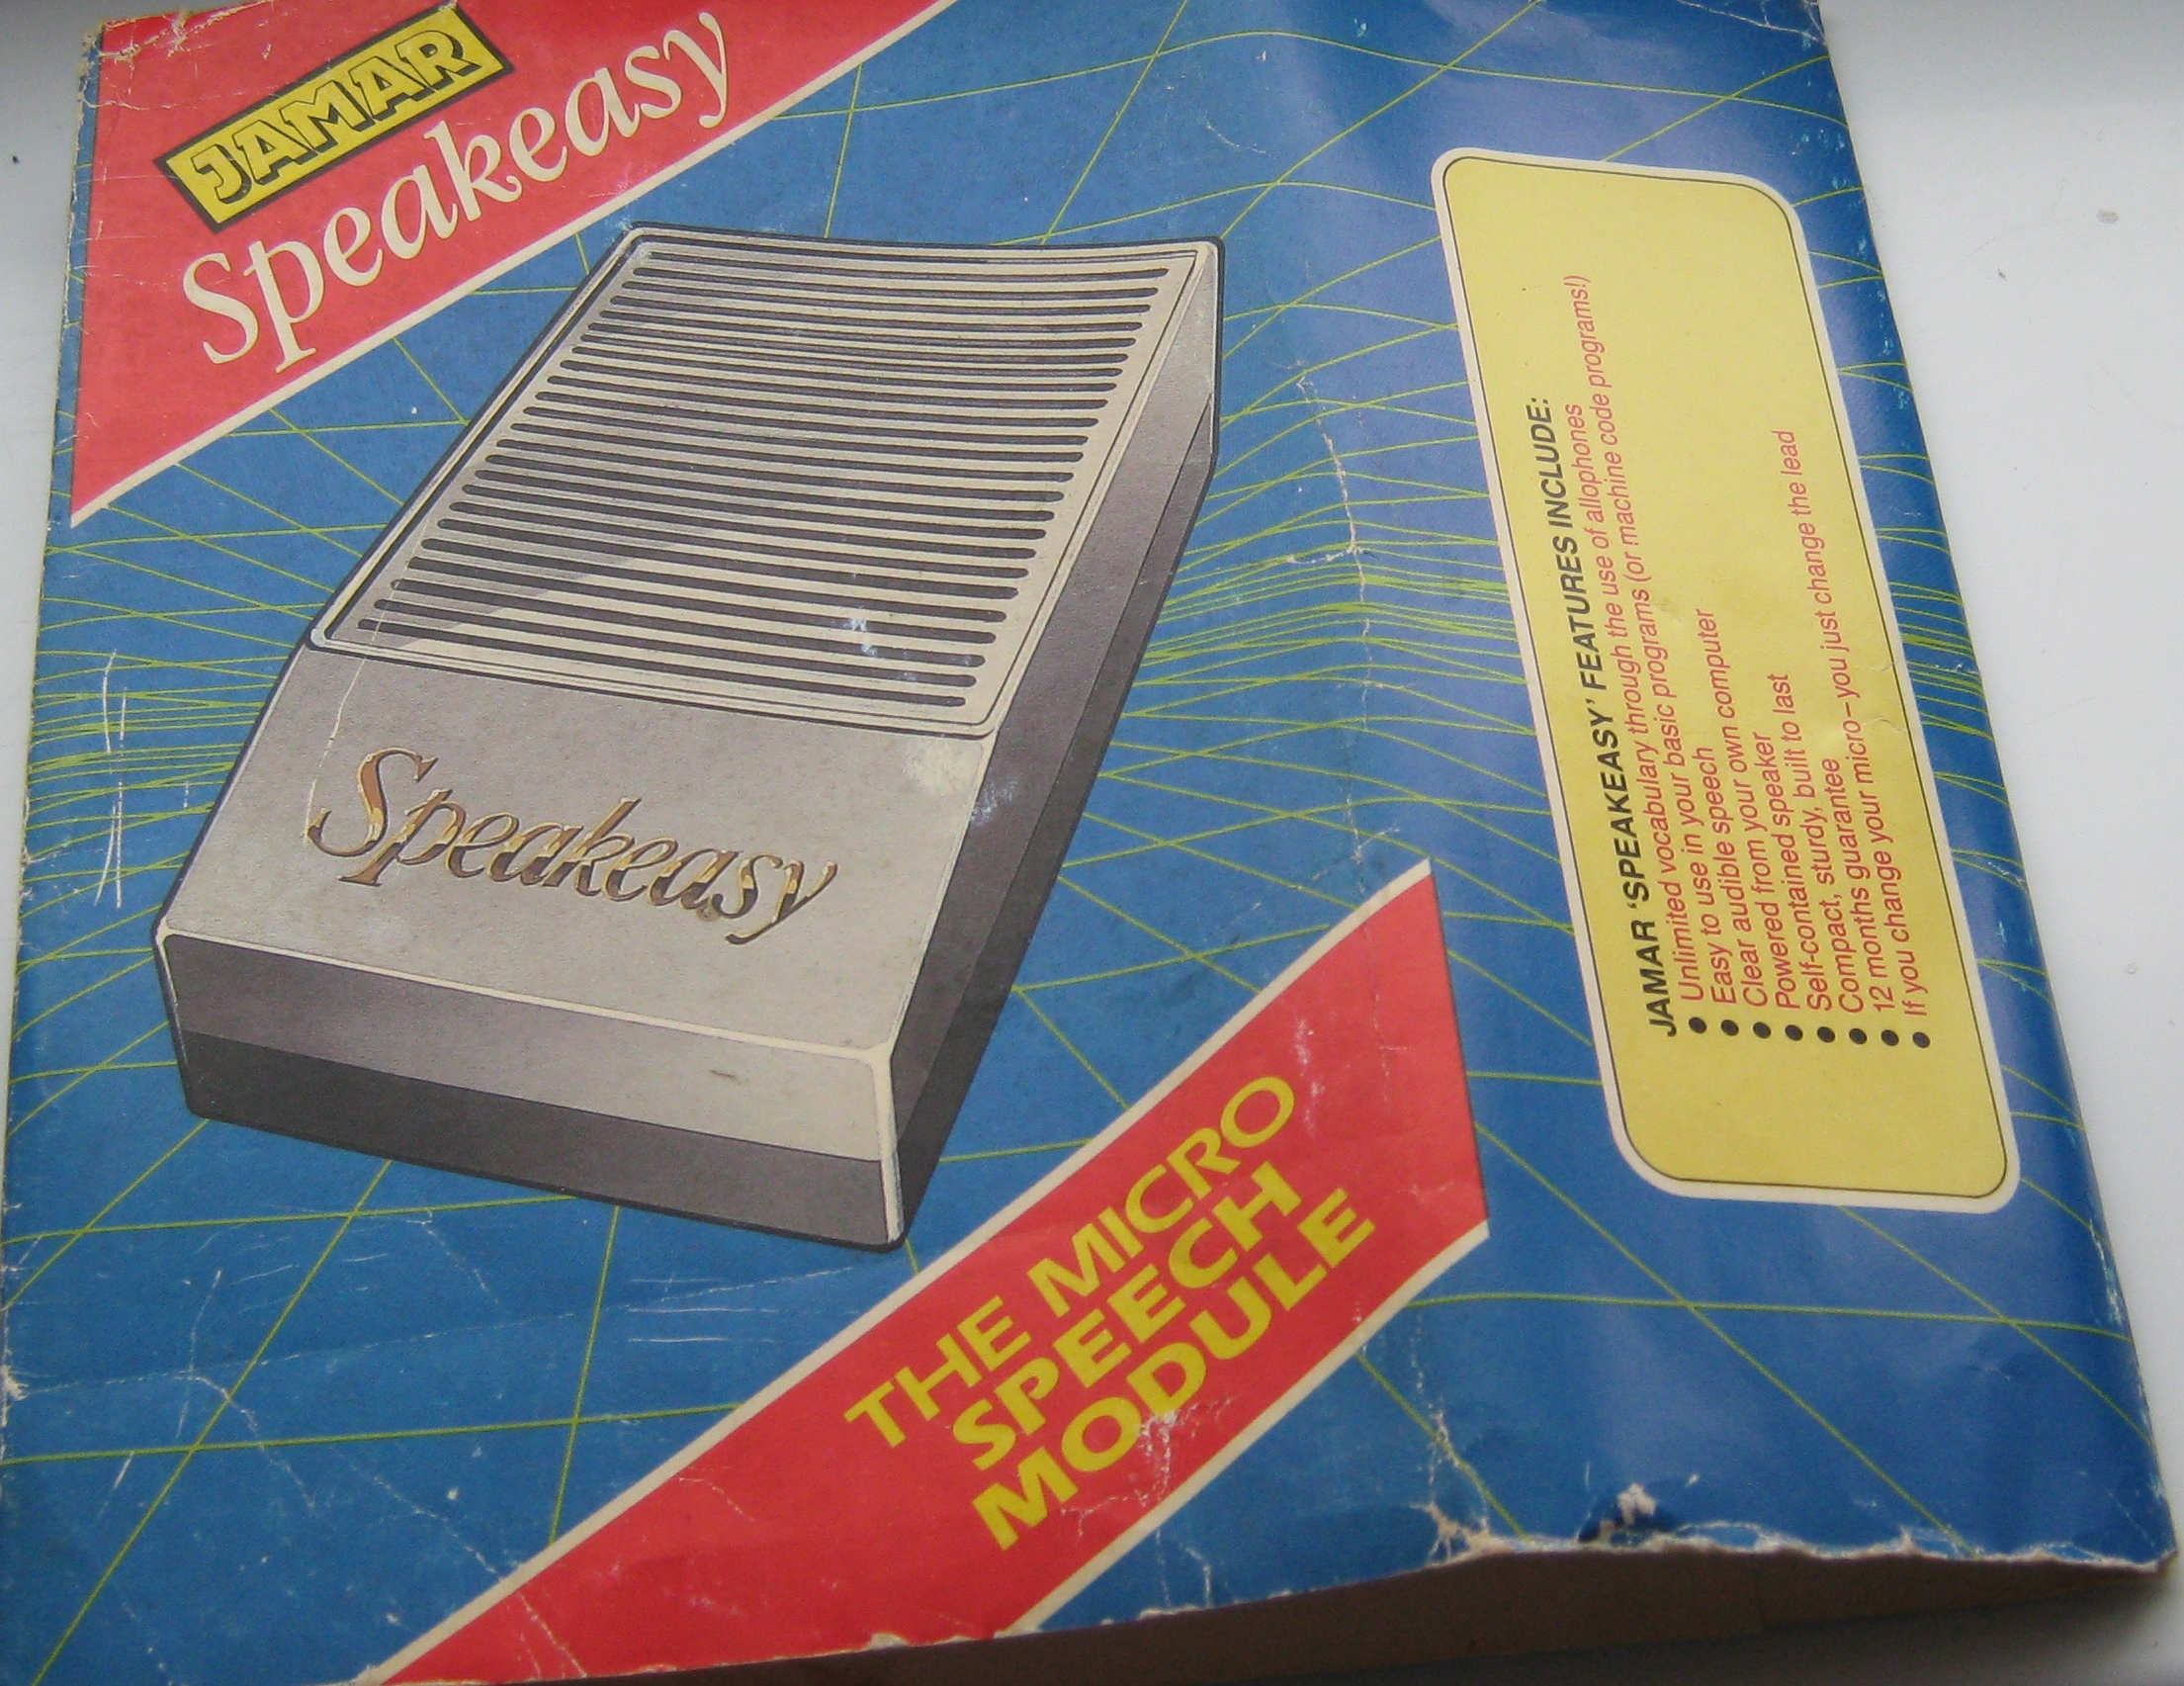 JAMAR
Speakeasy
Speakeasy
THE MICRO
SPEECH
MODULE
JAMAR ‘SPEAKEASY’ FEATURES INCLUDE:
● Unlimited vocabulary through the use of allophones
● Easy to use in your basic programs (or machine code programs!)
● Clear audible speech
● Powered from your own computer
● Self-contained speaker
● Compact, sturdy, built to last
● 12 months guarantee
● If you change your micro–you just change the lead